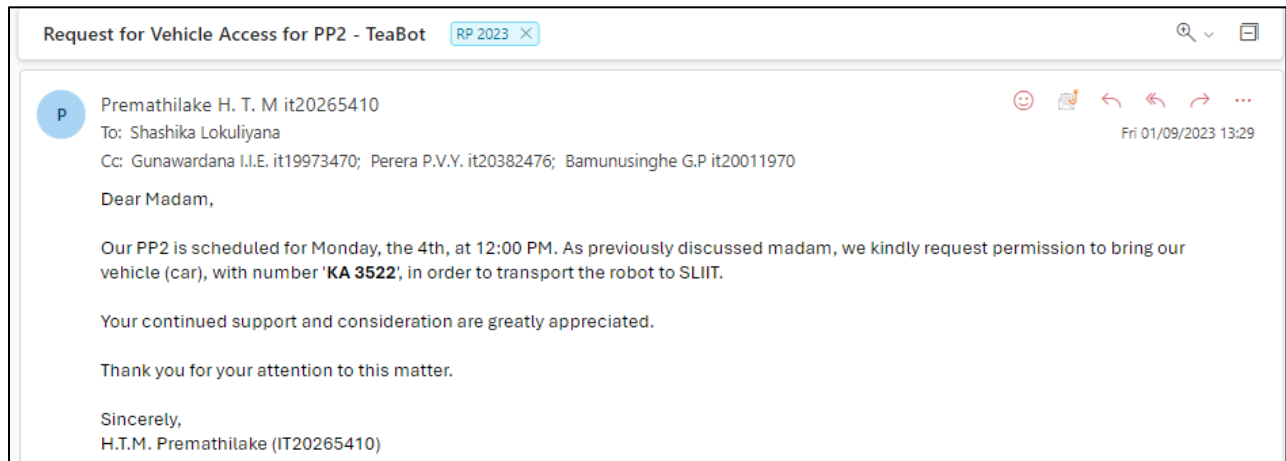 Request for Vehicle Access for PP2 - TeaBot RP 2023
P
Premathilake H. T. M it20265410
To: Shashika Lokuliyana
Fri 01/09/2023 13:29
Cc: Gunawardana I.I.E. it19973470; Perera P.V.Y. it20382476; Bamunusinghe G.P it20011970
Dear Madam,
Our PP2 is scheduled for Monday, the 4th, at 12:00 PM. As previously discussed madam, we kindly request permission to bring our
vehicle (car), with number 'KA 3522', in order to transport the robot to SLIIT.
Your continued support and consideration are greatly appreciated.
Thank you for your attention to this matter.
Sincerely,
H.T.M. Premathilake (IT20265410)